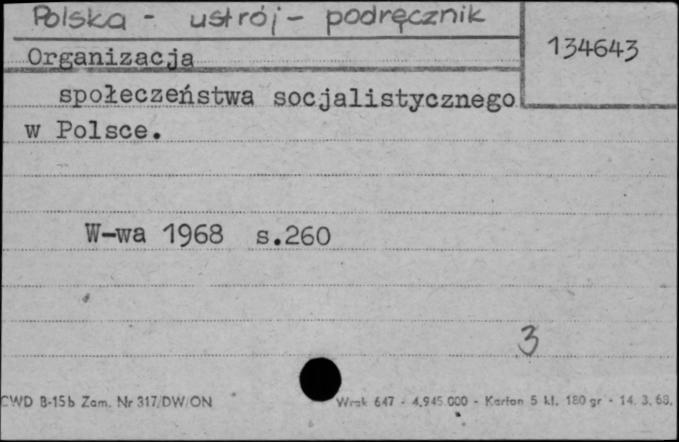 Polska - ustrój - podręcznik
134643
Organizacja
społeczeństwa socjalistycznego
w Polsce.
W-wa 1968 s.260
3
CWD B-15b Zam. Nr 317/DW/ON
647 - 4.945.000 - Karton 5 kl. 180 gr - 14. 3. 68.